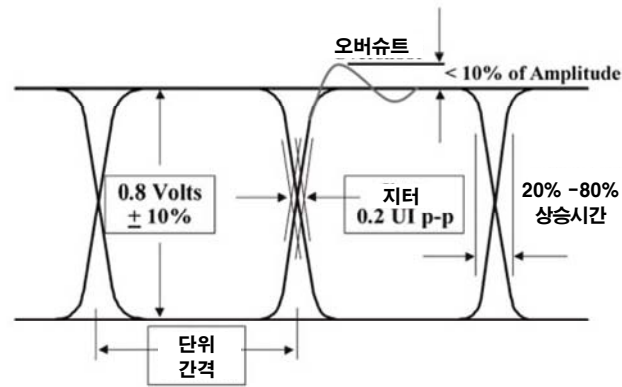 오버슈트
< 10% of Amplitude
0.8 Volts
± 10%
지터
0.2 UI p-p
20% -80%
상승시간
단위
간격